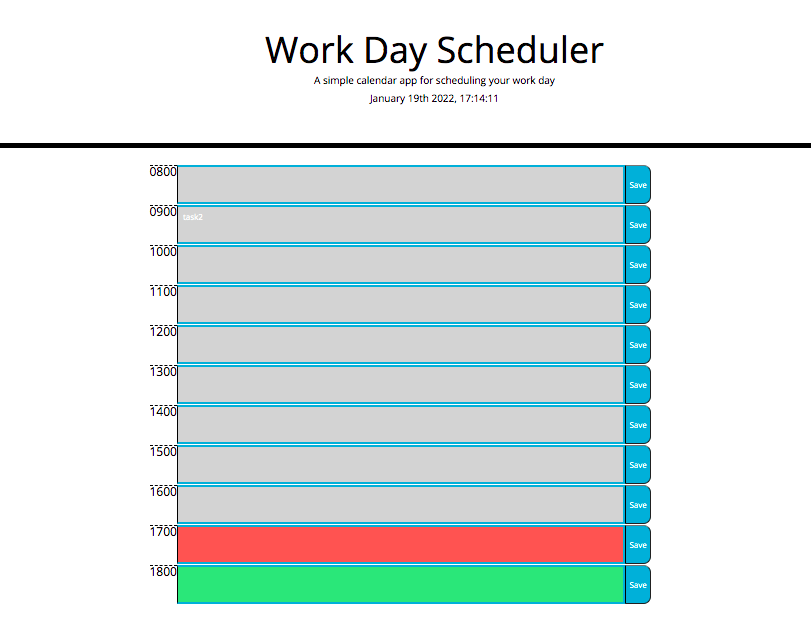 Work Day Scheduler
A simple calendar app for scheduling your work day
January 19th 2022, 17:14:11
0800 Save
0900 task2 Save
1000 Save
1100 Save
1200 Save
1300 Save
1400 Save
1500 Save
1600 Save
1700 Save
1800 Save